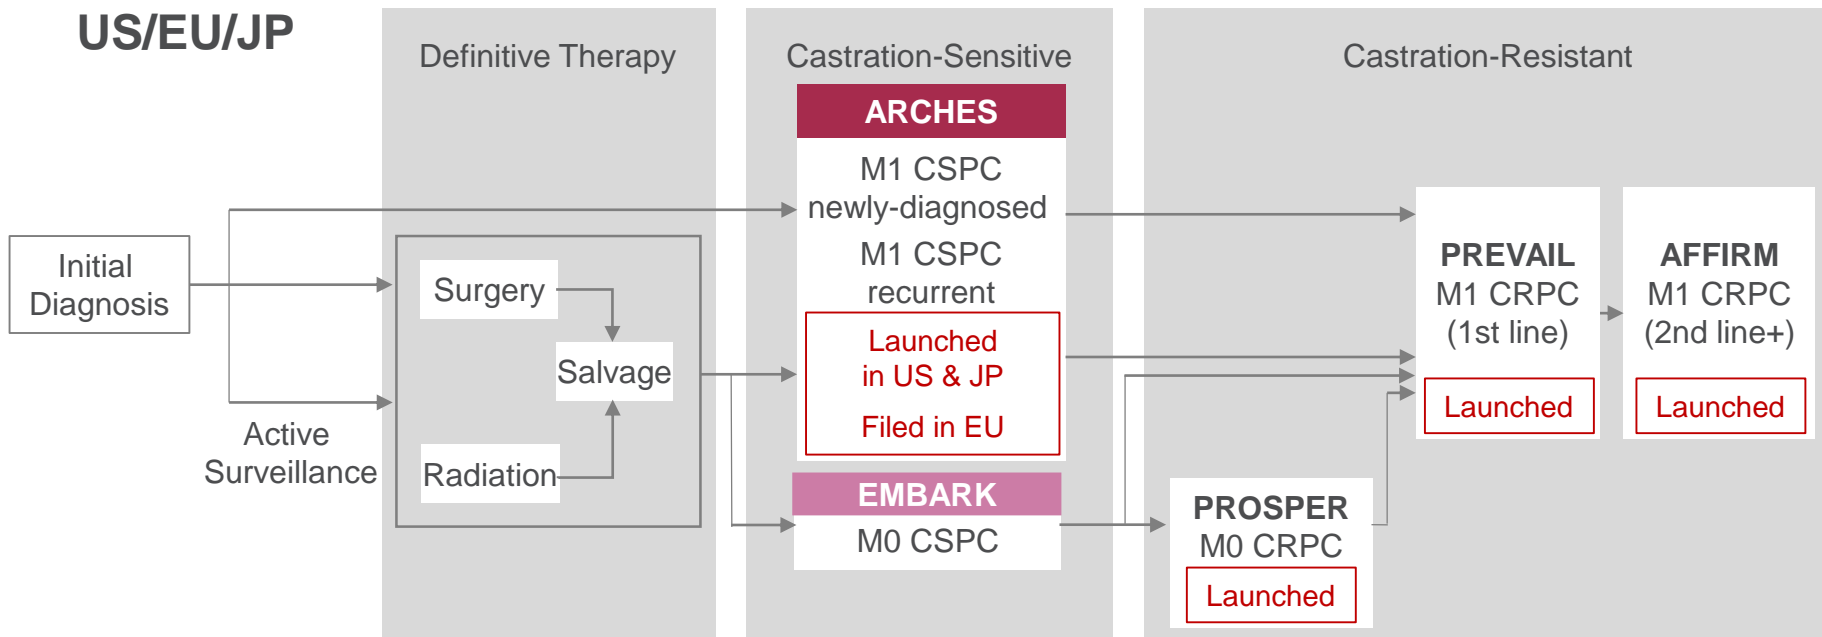 US/EU/JP
Definitive Therapy
Castration-Sensitive
Castration-Resistant
Initial
Diagnosis
Active
Surveillance
Surgery
Salvage
Radiation
ARCHES
M1 CSPC
newly-diagnosed
M1 CSPC
recurrent
Launched
in US & JP
Filed in EU
EMBARK
M0 CSPC
PROSPER
M0 CRPC
Launched
PREVAIL
M1 CRPC
(1st line)
Launched
AFFIRM
M1 CRPC
(2nd line+)
Launched